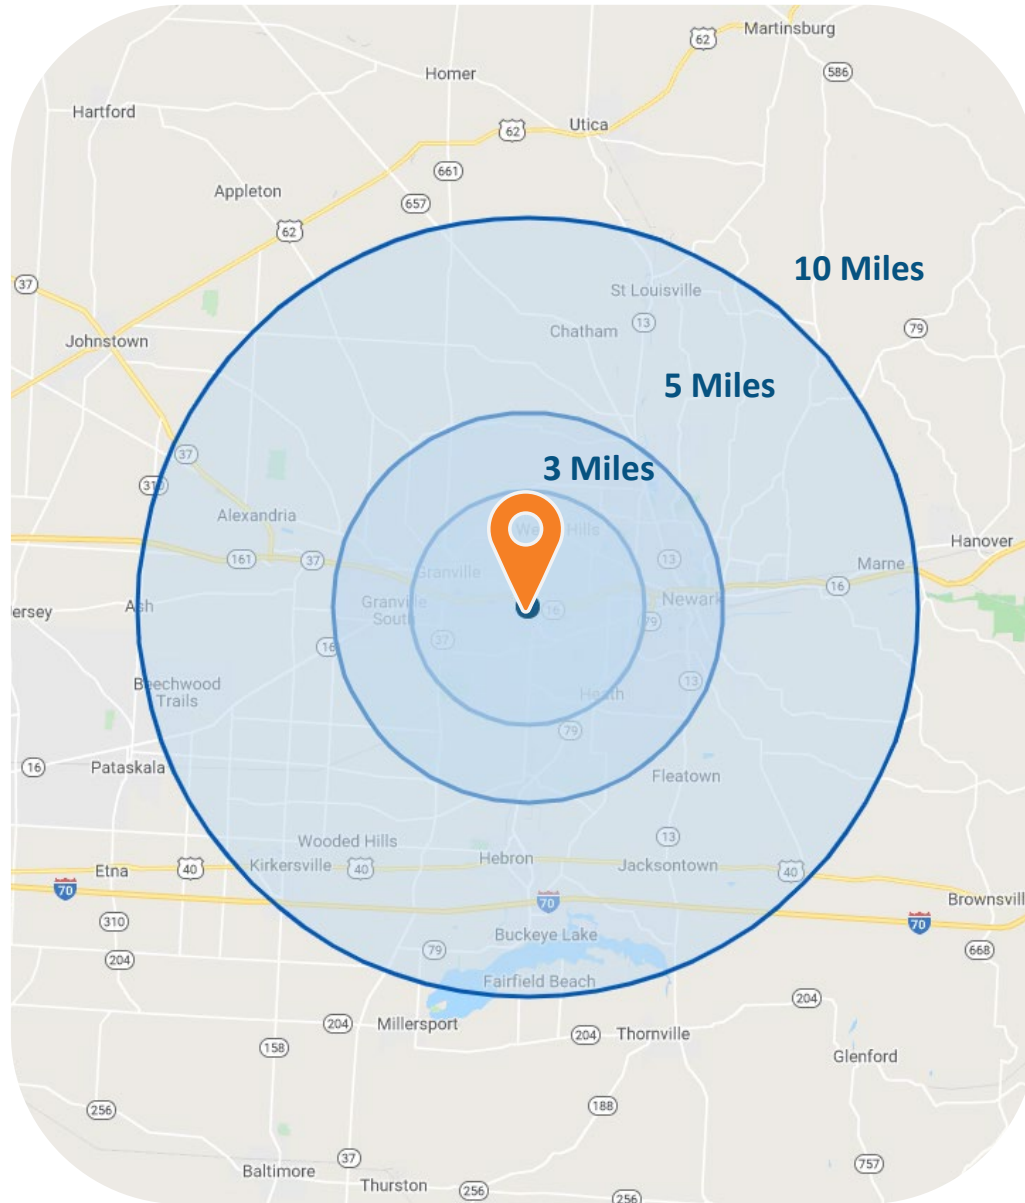 Martinsburg
62
586
Homer
Hartford
Utica
62
661
Appleton
657
62
10 Miles
37
St Louisville
13
79
Chatham
Johnstown
5 Miles
37
3 Miles
310
Alexandria
Hanover
161
37
13
Marne
Granville
16
Newark
Ash
Granville
South
16
79
37
16
13
Beechwood
Trails
Heath
79
16
Pataskala
Fleatown
13
Wooded Hills
Hebron
Etna
40
Kirkersville
40
Jacksontown
40
70
70
Brownsvill
310
70
Buckeye Lake
79
668
204
Fairfield Beach
204
204
Millersport
204
Thornville
158
Glenford
256
188
37
757
Baltimore
Thurston
256
256